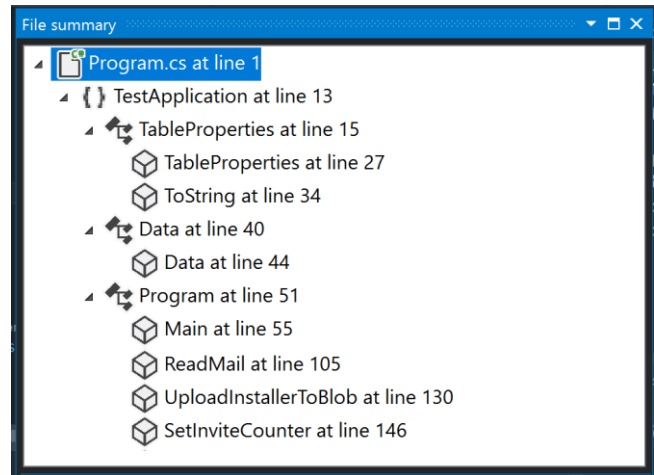 File summary
Program.cs at line 1
{ } TestApplication at line 13
TableProperties at line 15
TableProperties at line 27
ToString at line 34
Data at line 40
Data at line 44
Program at line 51
Main at line 55
ReadMail at line 105
UploadInstallerToBlob at line 130
SetInviteCounter at line 146